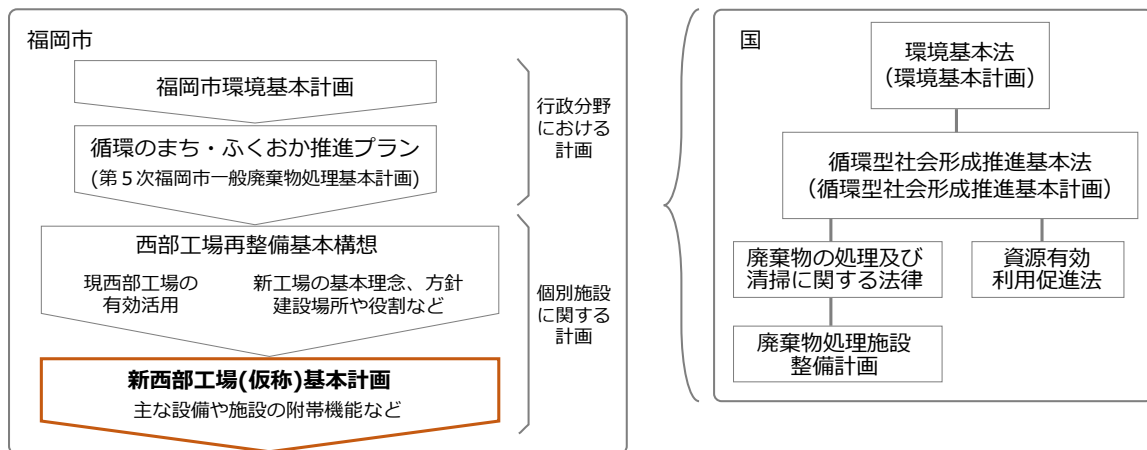 福岡市
福岡市環境基本計画
循環のまち・ふくおか推進プラン
(第５次福岡市一般廃棄物処理基本計画)
行政分野
における
計画
西部工場再整備基本構想
現西部工場の
有効活用
新工場の基本理念、方針
建設場所や役割など
新西部工場(仮称)基本計画
主な設備や施設の附帯機能など
個別施設
に関する
計画
国
環境基本法
（環境基本計画）
循環型社会形成推進基本法
（循環型社会形成推進基本計画）
廃棄物の処理及び
清掃に関する法律
資源有効
利用促進法
廃棄物処理施設
整備計画